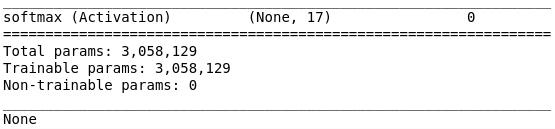 softmax (Activation)         (None, 17)                0
=================================================================
Total params: 3,058,129
Trainable params: 3,058,129
Non-trainable params: 0
_________________________________________________________________
None